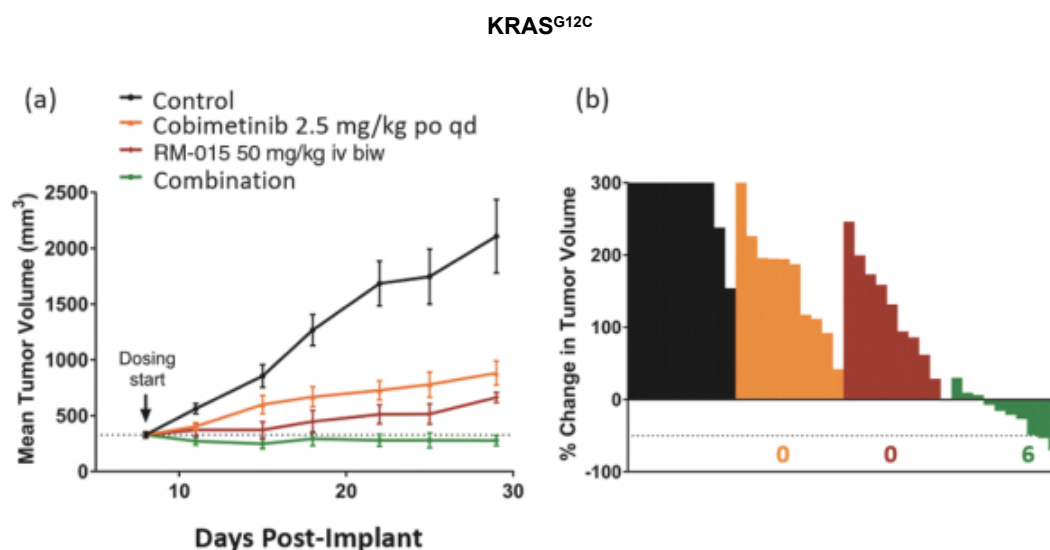 KRASG12C
(a)
Control
Cobimetinib 2.5 mg/kg po qd
RM-015 50 mg/kg iv biw
Combination
Mean Tumor Volume (mm3)
2500
2000
1500
1000
500
0
Dosing
start
10
20
30
Days Post-Implant
(b)
% Change in Tumor Volume
300
200
100
0
-100
0
0
6